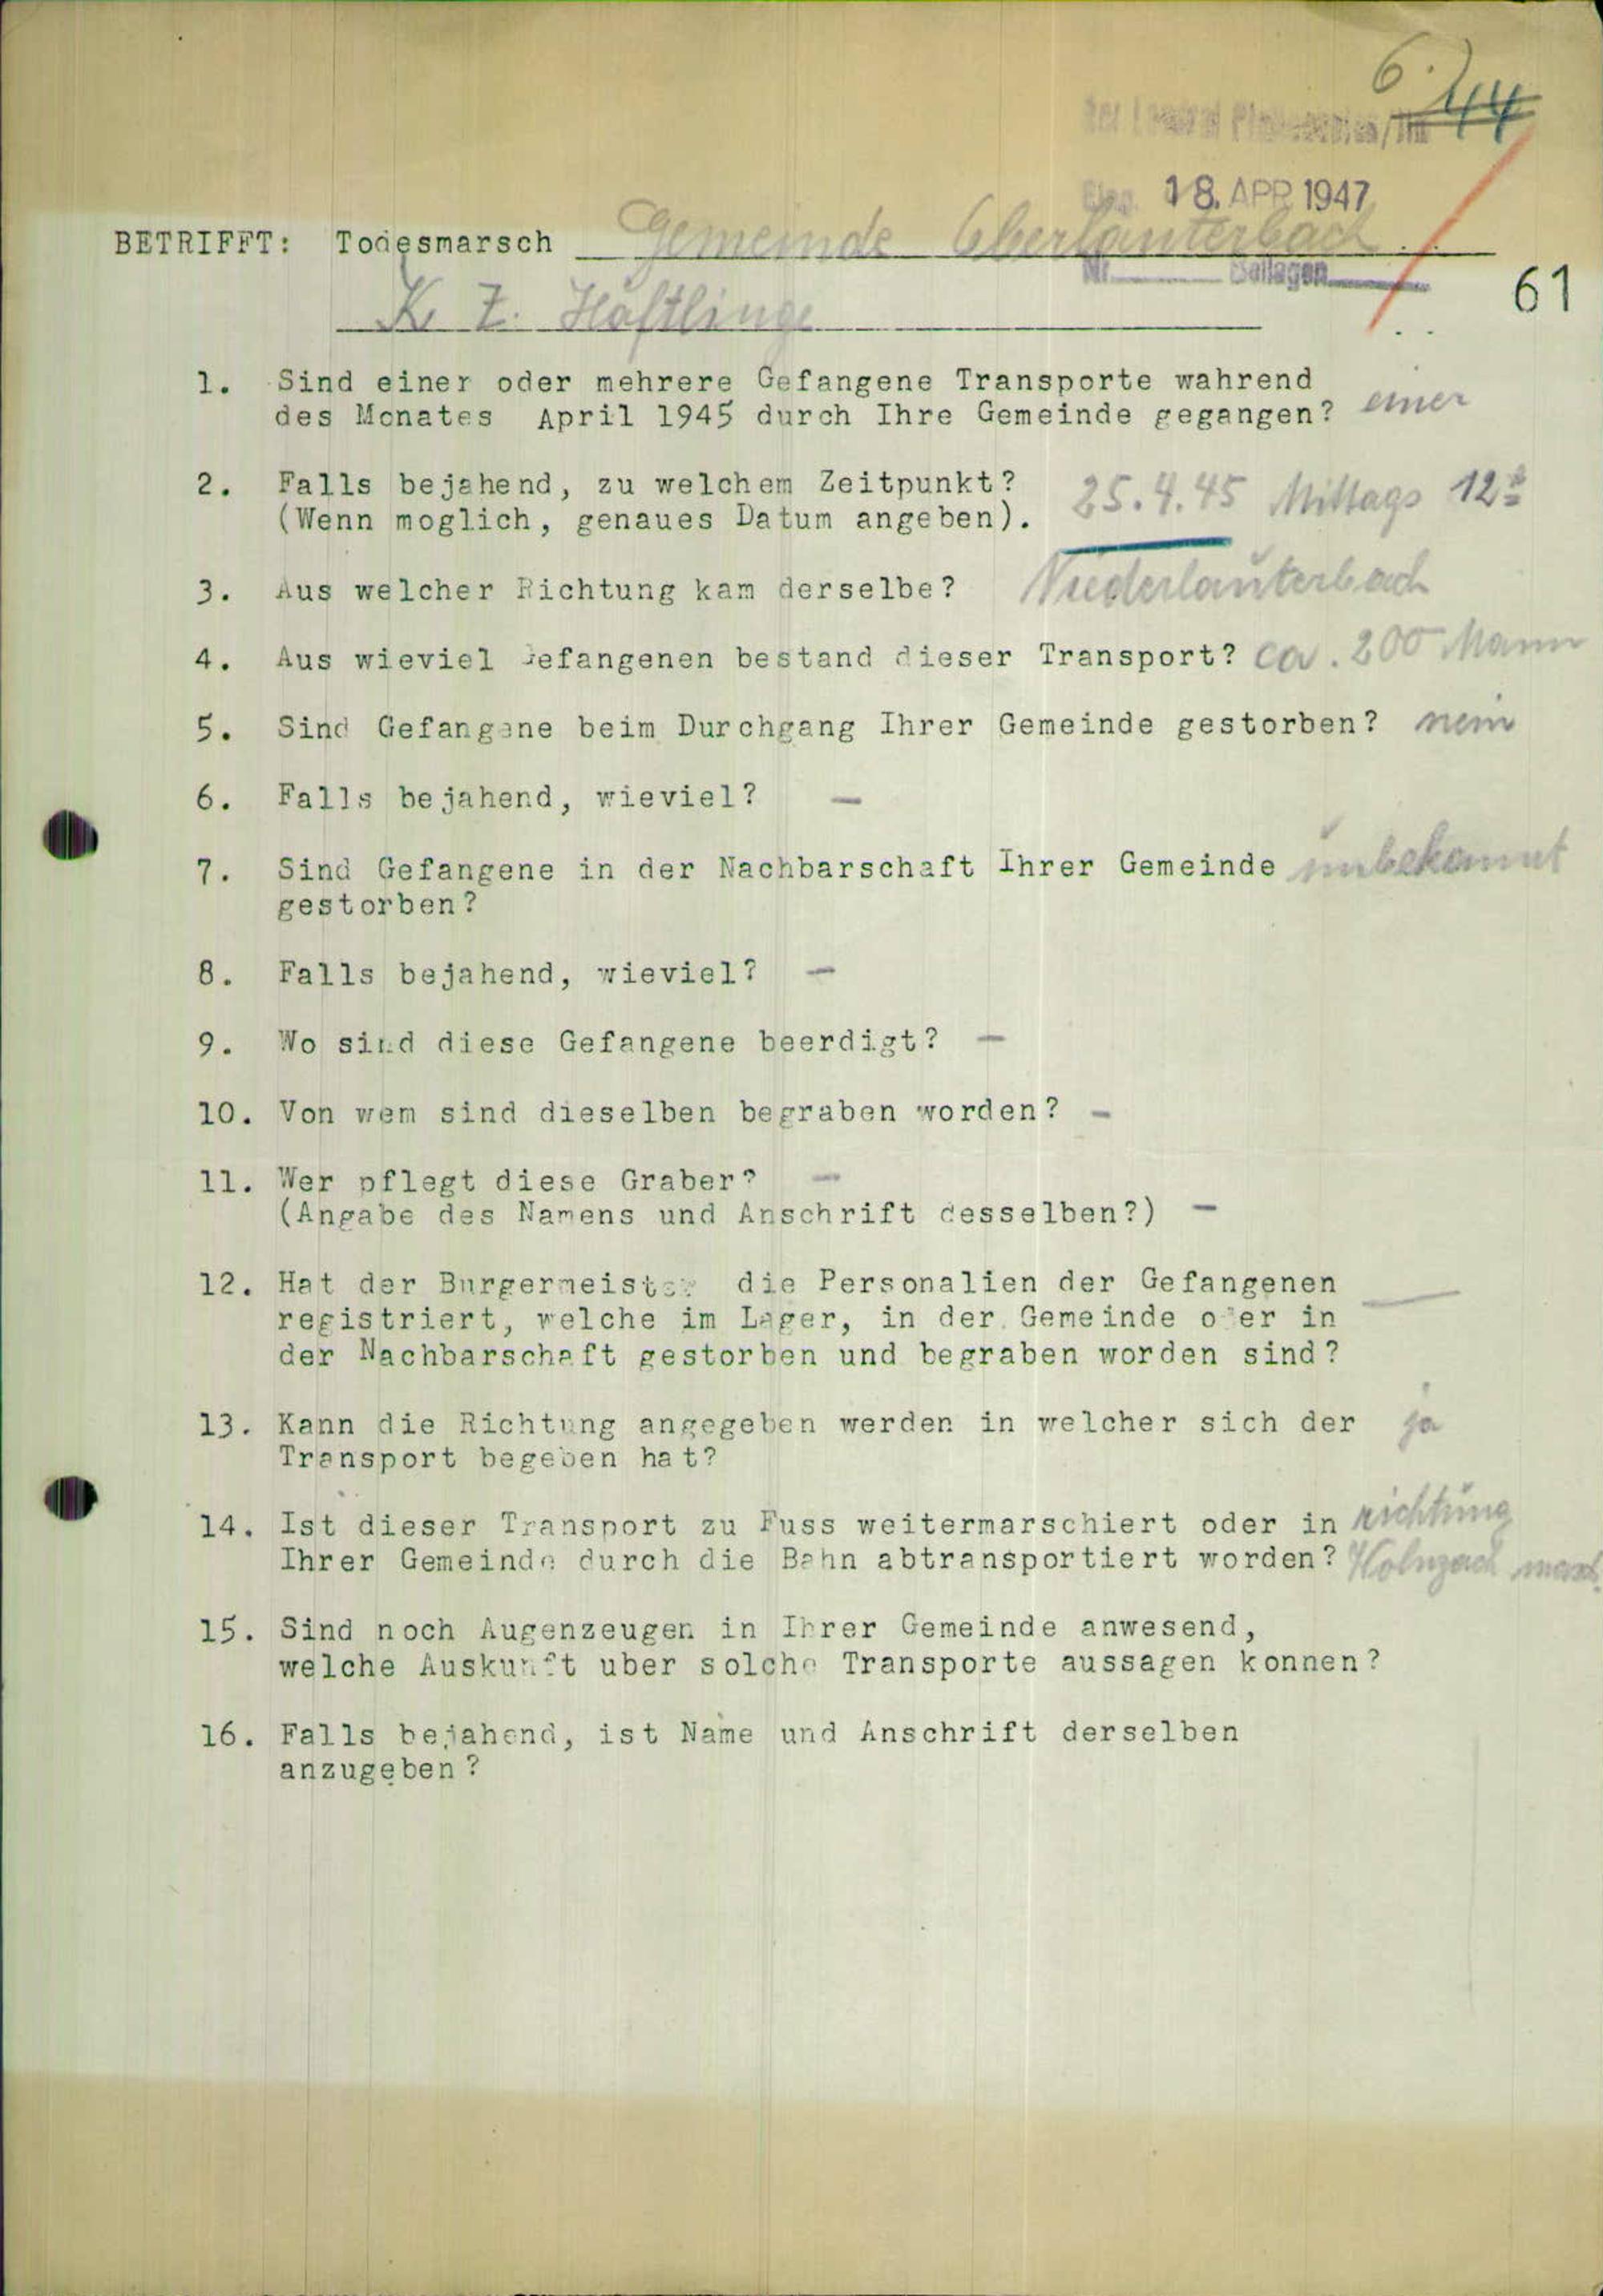 6.
44
18. APR 1947
BETRIFFT: Todesmarsch Gemeinde Oberlauterbach
Nr. Beilagen
61
K. Z. Häftlinge
1. Sind einer oder mehrere Gefangene Transporte wahrend
des Monates April 1945 durch Ihre Gemeinde gegangen? einer
2. Falls bejahend, zu welchem Zeitpunkt?
(Wenn moglich, genaues Datum angeben). 25.4.45 Mittags 12
3. Aus welcher Richtung kam derselbe? Niederlauterbach
4. Aus wieviel Gefangenen bestand dieser Transport? ca. 200 Mann
5. Sind Gefangene beim Durchgang Ihrer Gemeinde gestorben? nein
6. Falls bejahend, wieviel? —
7. Sind Gefangene in der Nachbarschaft Ihrer Gemeinde unbekannt
gestorben?
8. Falls bejahend, wieviel? —
9. Wo sind diese Gefangene beerdigt? —
10. Von wem sind dieselben begraben worden? —
11. Wer pflegt diese Graber? —
(Angabe des Namens und Anschrift desselben?) —
12. Hat der Burgermeister die Personalien der Gefangenen —
registriert, welche im Lager, in der Gemeinde oder in
der Nachbarschaft gestorben und begraben worden sind?
13. Kann die Richtung angegeben werden in welcher sich der ja
Transport begeben hat?
14. Ist dieser Transport zu Fuss weitermarschiert oder in richtung
Ihrer Gemeinde durch die Bahn abtransportiert worden? Wolnzach
15. Sind noch Augenzeugen in Ihrer Gemeinde anwesend,
welche Auskunft uber solche Transporte aussagen konnen?
16. Falls bejahend, ist Name und Anschrift derselben
anzugeben?